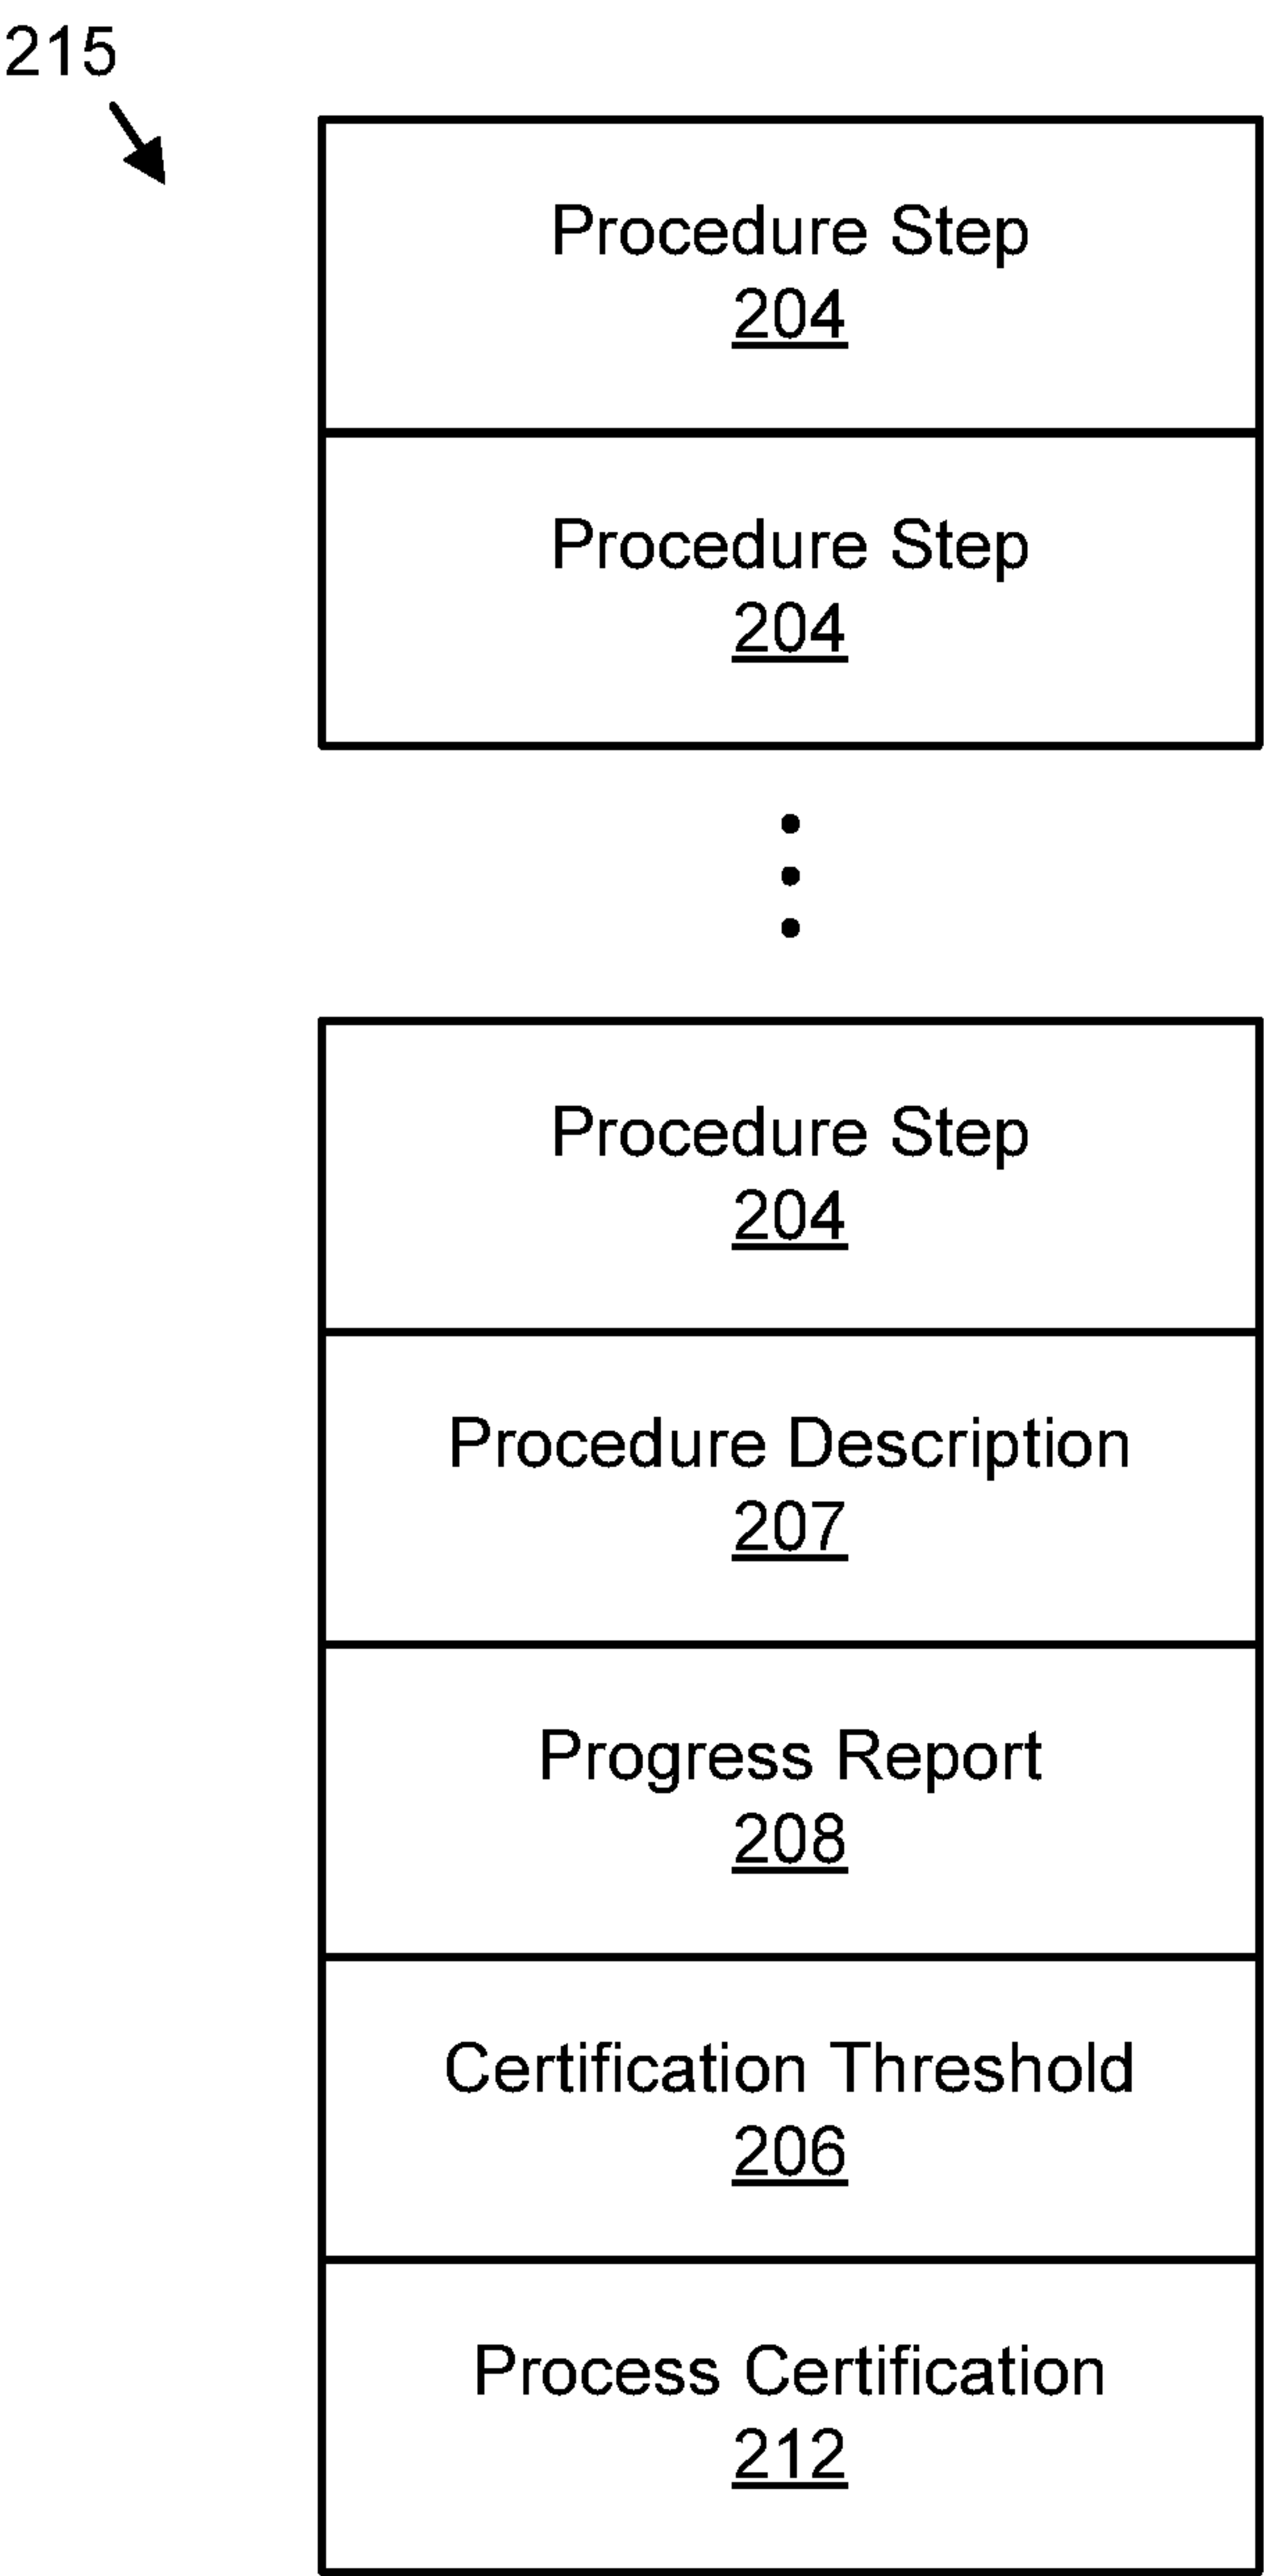 215
Procedure Step
204
Procedure Step
204
Procedure Step
204
Procedure Description
207
Progress Report
208
Certification Threshold
206
Process Certification
212